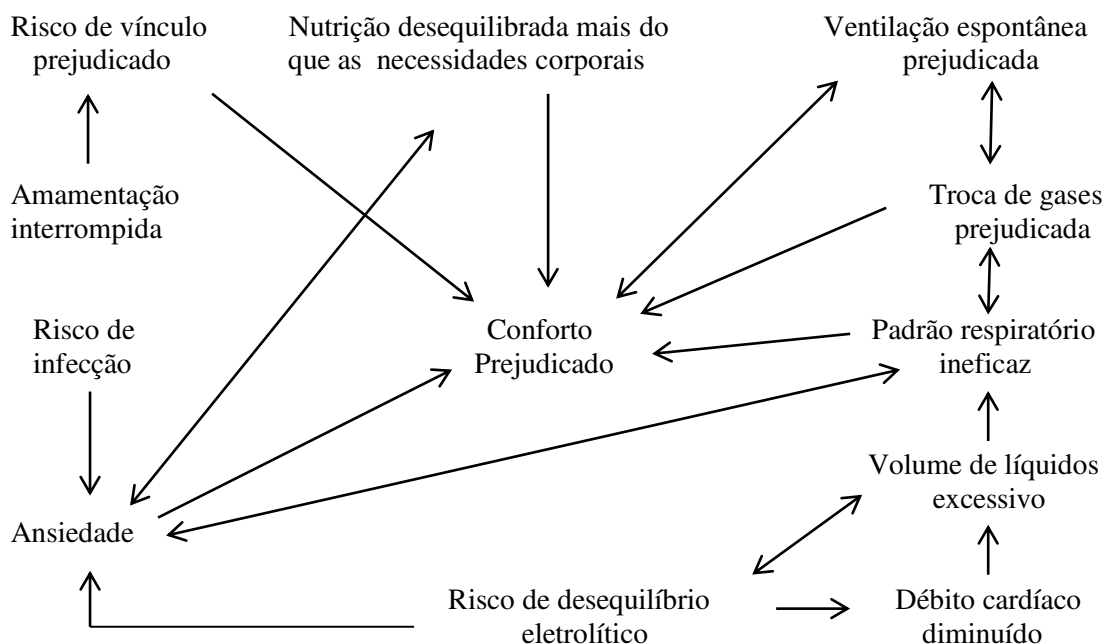 Risco de vínculo
prejudicado
Nutrição desequilibrada mais do
que as necessidades corporais
Ventilação espontânea
prejudicada
Amamentação
interrompida
Troca de gases
prejudicada
Risco de
infecção
Conforto
Prejudicado
Padrão respiratório
ineficaz
Volume de líquidos
excessivo
Ansiedade
Risco de desequilíbrio
eletrolítico
Débito cardíaco
diminuído